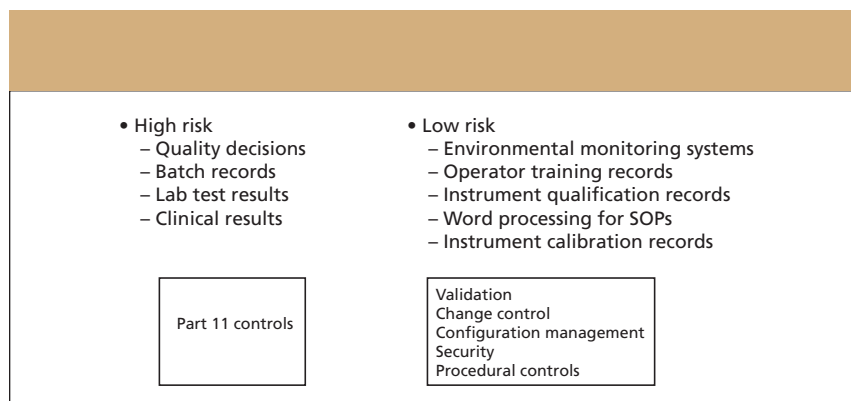 • High risk
– Quality decisions
– Batch records
– Lab test results
– Clinical results
• Low risk
– Environmental monitoring systems
– Operator training records
– Instrument qualification records
– Word processing for SOPs
– Instrument calibration records
Part 11 controls
Validation
Change control
Configuration management
Security
Procedural controls